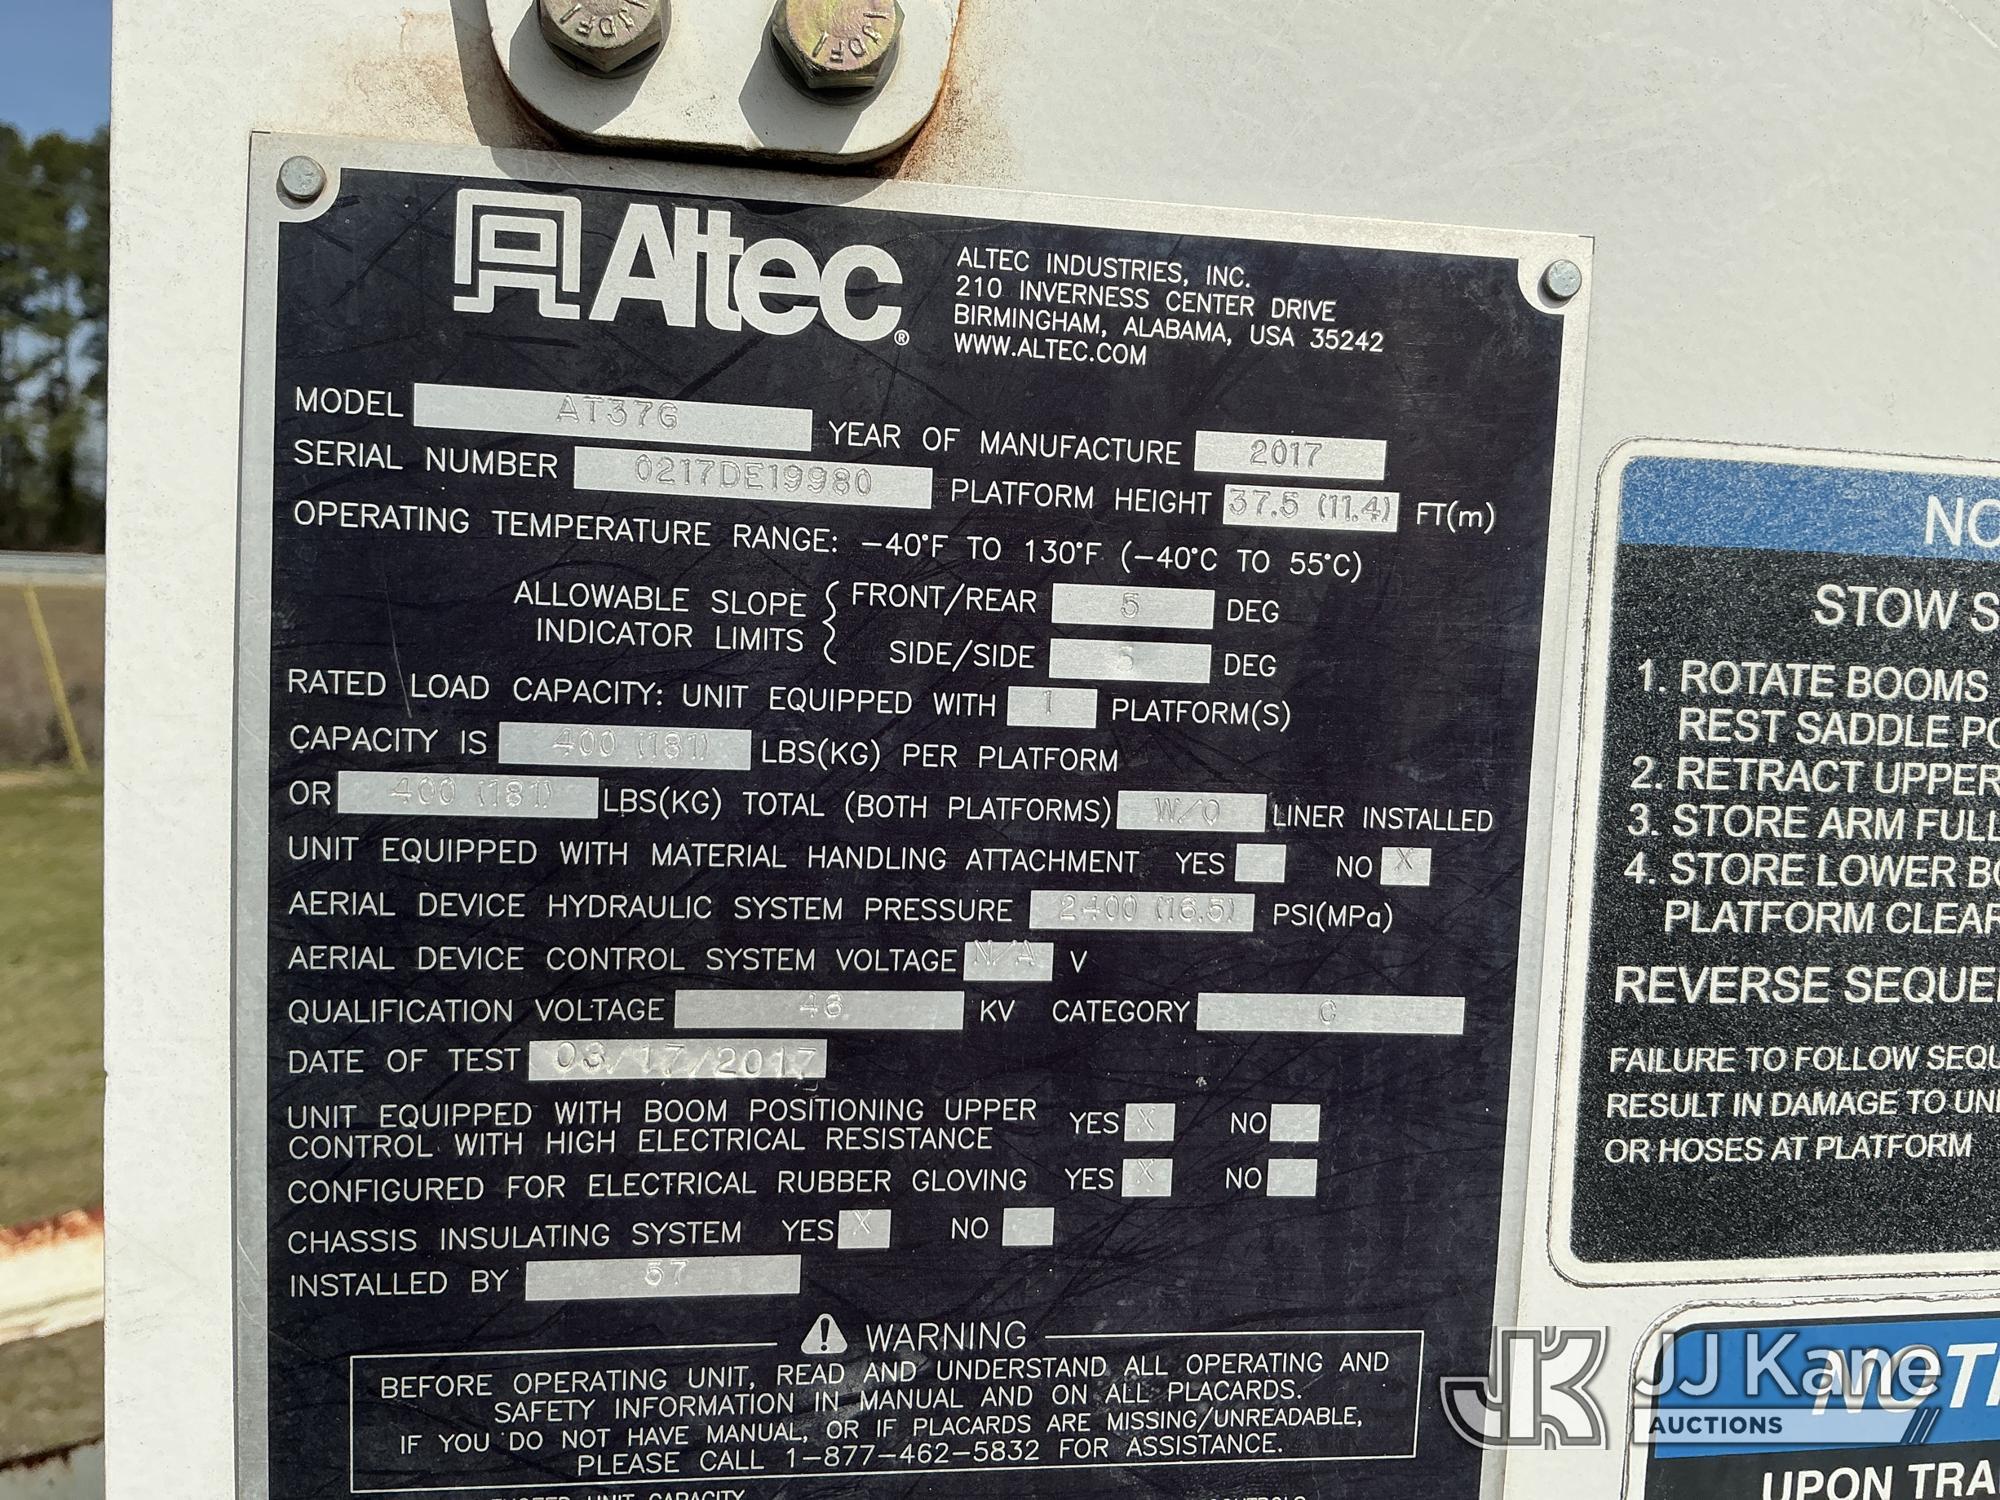 Altec®
ALTEC INDUSTRIES, INC.
210 INVERNESS CENTER DRIVE
BIRMINGHAM, ALABAMA, USA 35242
WWW.ALTEC.COM
MODEL AT37G YEAR OF MANUFACTURE 2017
SERIAL NUMBER 0217DE19980 PLATFORM HEIGHT 37.5 (11.4) FT(m)
OPERATING TEMPERATURE RANGE: -40°F TO 130°F (-40°C TO 55°C)
ALLOWABLE SLOPE FRONT/REAR 5 DEG
INDICATOR LIMITS SIDE/SIDE 5 DEG
RATED LOAD CAPACITY: UNIT EQUIPPED WITH 1 PLATFORM(S)
CAPACITY IS 400 (181) LBS(KG) PER PLATFORM
OR 400 (181) LBS(KG) TOTAL (BOTH PLATFORMS) W/O LINER INSTALLED
UNIT EQUIPPED WITH MATERIAL HANDLING ATTACHMENT YES NO X
AERIAL DEVICE HYDRAULIC SYSTEM PRESSURE 2400 (16.5) PSI(MPa)
AERIAL DEVICE CONTROL SYSTEM VOLTAGE N/A V
QUALIFICATION VOLTAGE 46 KV CATEGORY C
DATE OF TEST 03/17/2017
UNIT EQUIPPED WITH BOOM POSITIONING UPPER
CONTROL WITH HIGH ELECTRICAL RESISTANCE YES X NO
CONFIGURED FOR ELECTRICAL RUBBER GLOVING YES X NO
CHASSIS INSULATING SYSTEM YES X NO
INSTALLED BY 57
WARNING
BEFORE OPERATING UNIT, READ AND UNDERSTAND ALL OPERATING AND
SAFETY INFORMATION IN MANUAL AND ON ALL PLACARDS.
IF YOU DO NOT HAVE MANUAL, OR IF PLACARDS ARE MISSING/UNREADABLE,
PLEASE CALL 1-877-462-5832 FOR ASSISTANCE.
UNIT CAPACITY
STOW S
1. ROTATE BOOMS
REST SADDLE PO
2. RETRACT UPPER
3. STORE ARM FULL
4. STORE LOWER BO
PLATFORM CLEAR
REVERSE SEQUE
FAILURE TO FOLLOW SEQU
RESULT IN DAMAGE TO UN
OR HOSES AT PLATFORM
NOTI
UPON TRA
JK JJ Kane
AUCTIONS